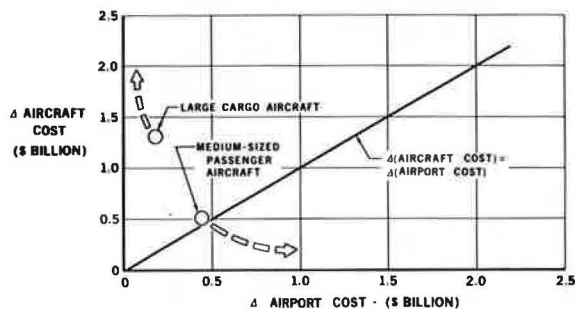 2.5
2.0
1.5
1.0
0.5
0
Δ AIRCRAFT
COST
($ BILLION)
LARGE CARGO AIRCRAFT
MEDIUM-SIZED
PASSENGER
AIRCRAFT
Δ(AIRCRAFT COST)=
Δ(AIRPORT COST)
0 0.5 1.0 1.5 2.0 2.5
Δ AIRPORT COST - ($ BILLION)